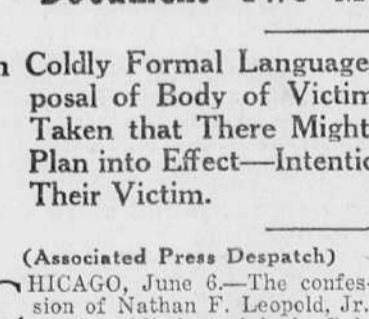 Coldly Formal Language
posal of Body of Victim
Taken that There Might
Plan into Effect—Intentio
Their Victim.
(Associated Press Despatch)
HICAGO, June 6.—The confes-
sion of Nathan F. Leopold, Jr.